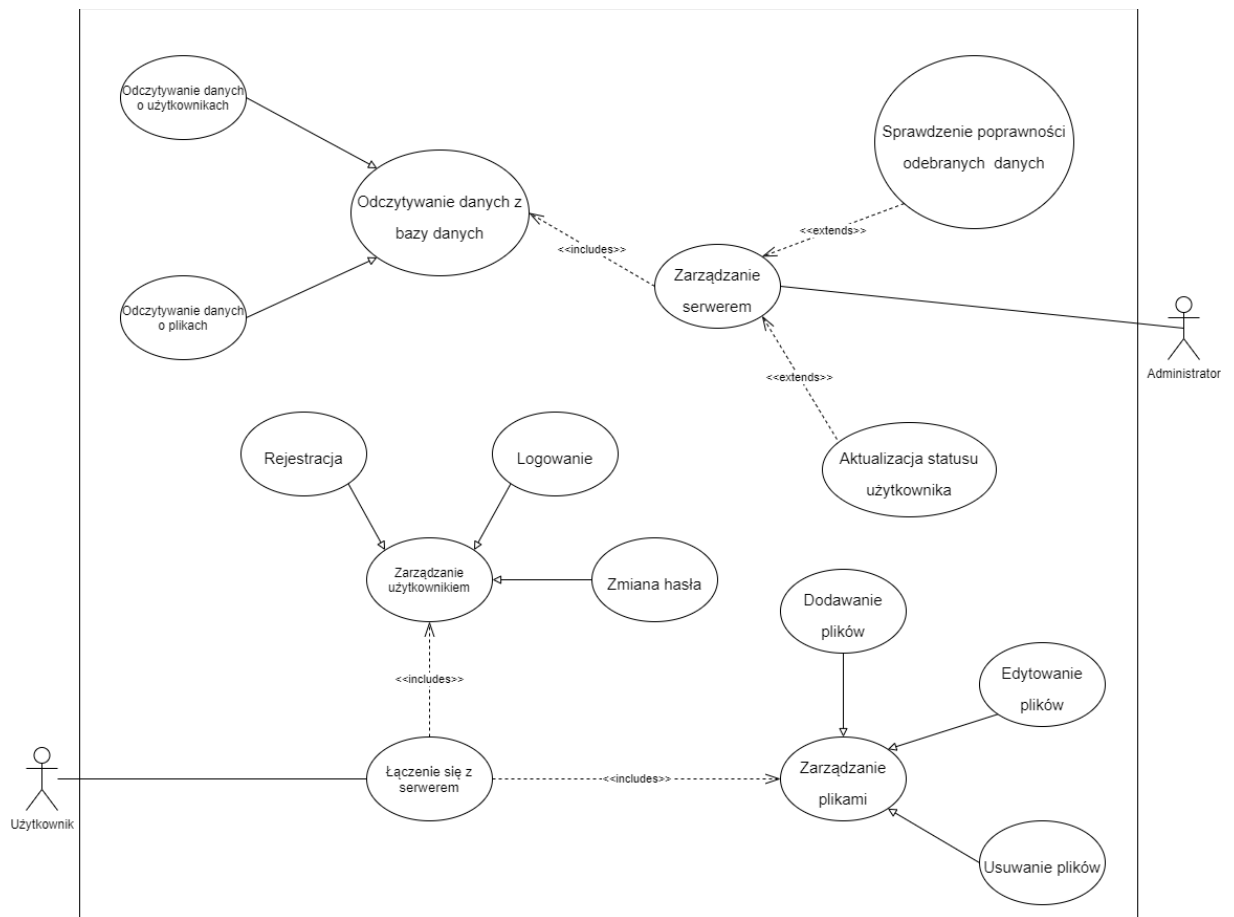 Odczytywanie danych
o użytkownikach
Sprawdzenie poprawności
odebranych danych
Odczytywanie danych z
bazy danych
<<extends>>
<<includes>>
Zarządzanie
serwerem
Odczytywanie danych
o plikach
Administrator
<<extends>>
Rejestracja
Logowanie
Aktualizacja statusu
użytkownika
Zarządzanie
użytkownikiem
Zmiana hasła
Dodawanie
plików
<<includes>>
Edytowanie
plików
Łączenie się z
serwerem
<<includes>>
Zarządzanie
plikami
Użytkownik
Usuwanie plików